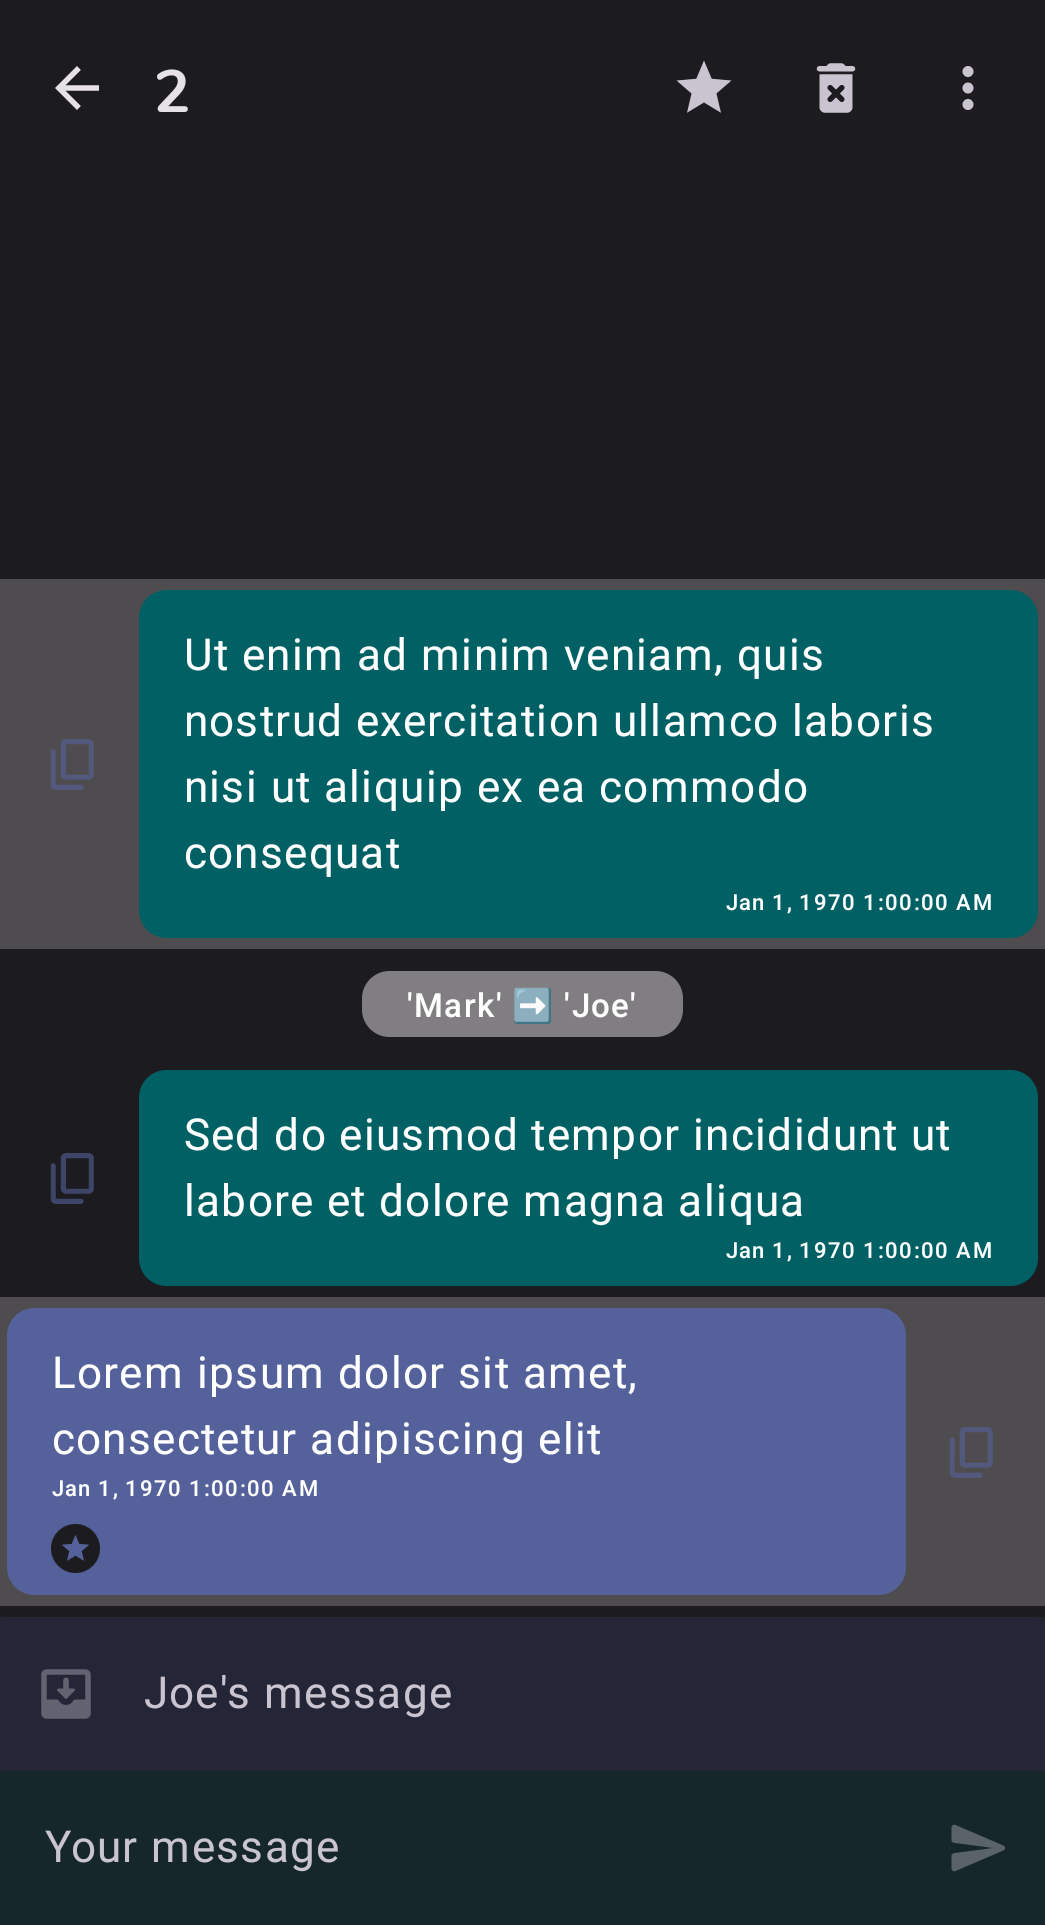 2
Ut enim ad minim veniam, quis
nostrud exercitation ullamco laboris
nisi ut aliquip ex ea commodo
consequat
Jan 1, 1970 1:00:00 AM
'Mark' ➡️ 'Joe'
Sed do eiusmod tempor incididunt ut
labore et dolore magna aliqua
Jan 1, 1970 1:00:00 AM
Lorem ipsum dolor sit amet,
consectetur adipiscing elit
Jan 1, 1970 1:00:00 AM
Joe's message
Your message